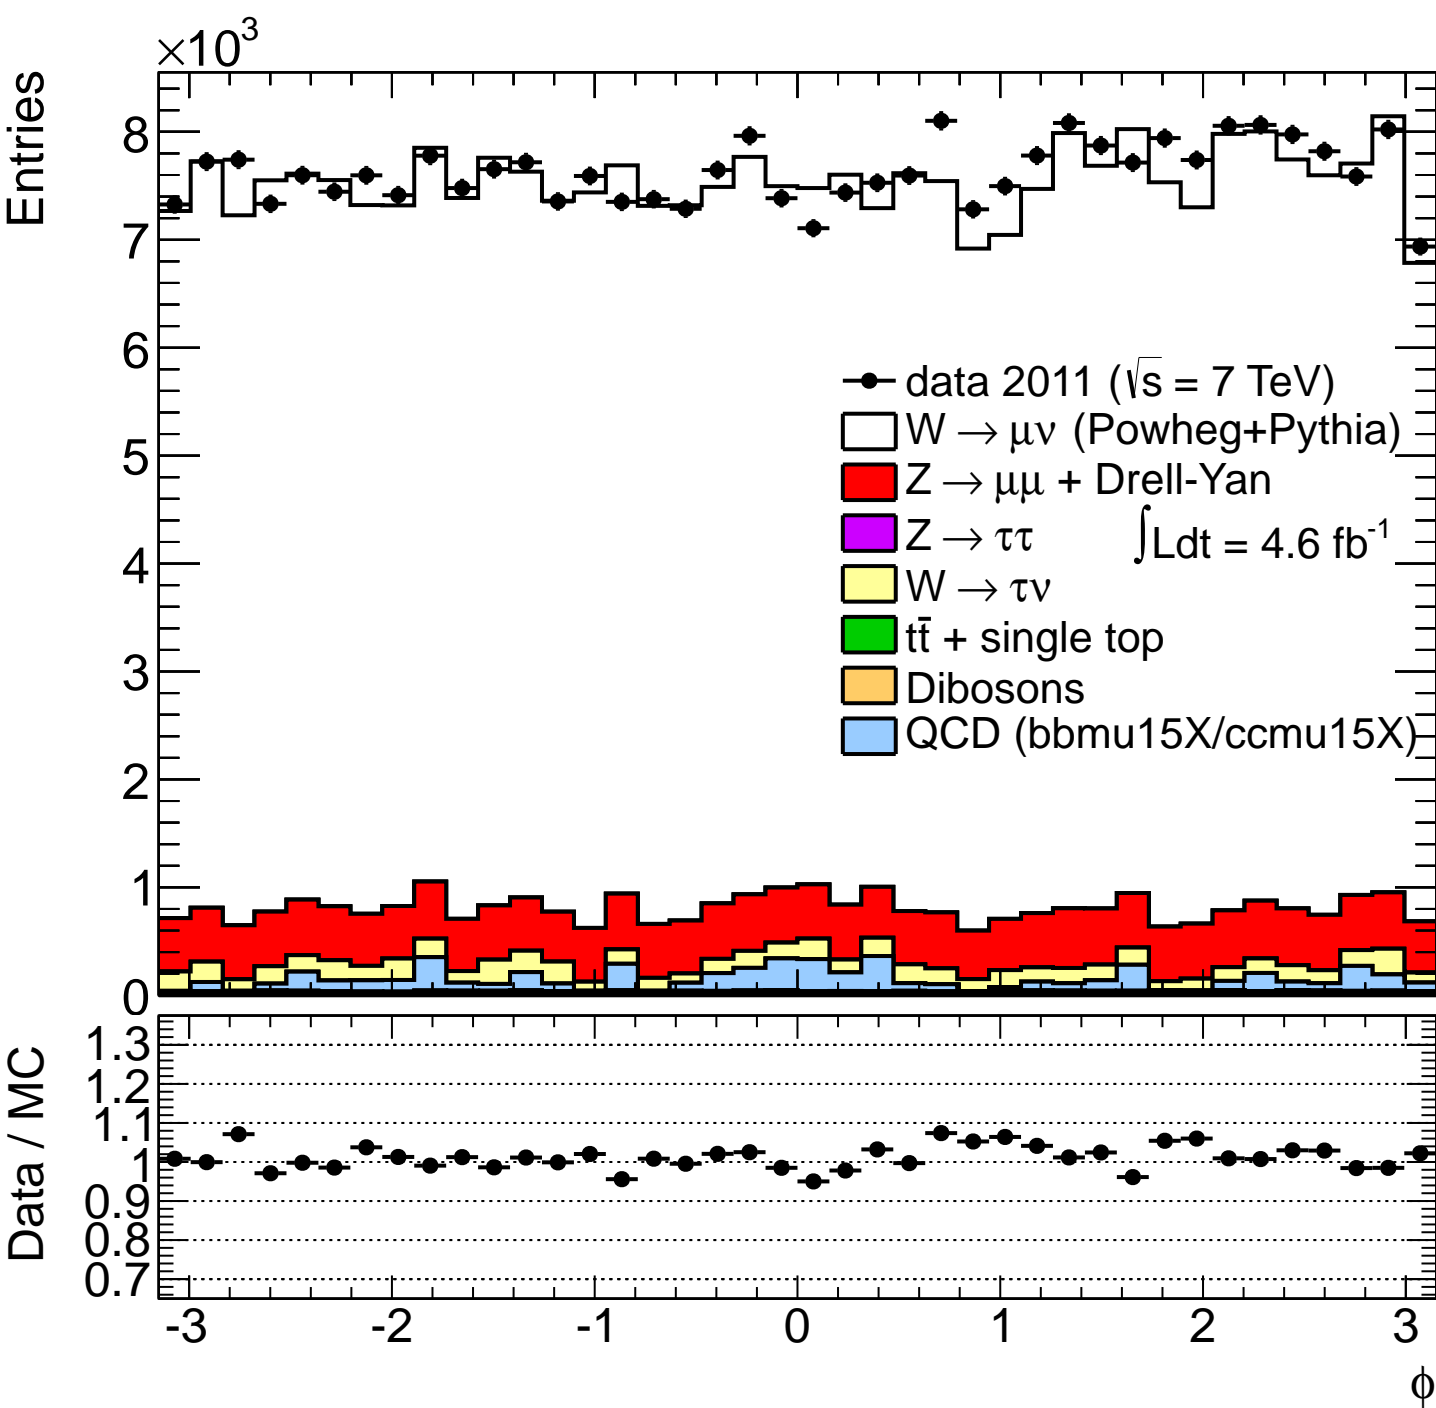 ×10³
Entries
8
7
6
5
4
3
2
1
0
data 2011 (√s = 7 TeV)
W → μν (Powheg+Pythia)
Z → μμ + Drell-Yan
Z → ττ
∫Ldt = 4.6 fb⁻¹
W → τν
tt̄ + single top
Dibosons
QCD (bbmu15X/ccmu15X)
Data / MC
1.3
1.2
1.1
1
0.9
0.8
0.7
-3 -2 -1 0 1 2 3
ϕ